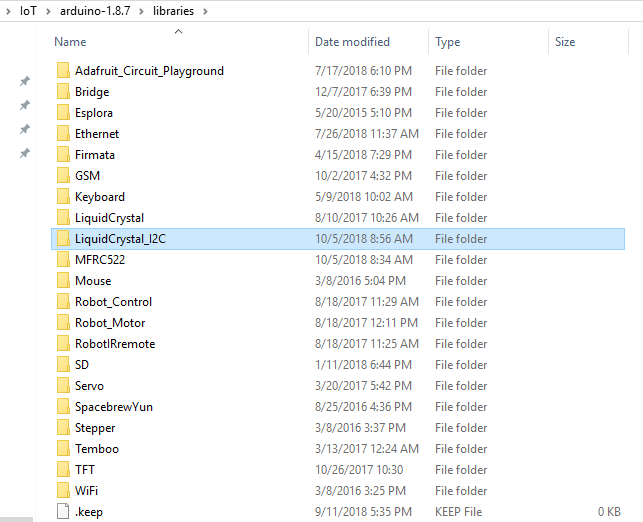 IoT > arduino-1.8.7 > libraries >
Name Date modified Type Size
Adafruit_Circuit_Playground 7/17/2018 6:10 PM File folder
Bridge 12/7/2017 6:39 PM File folder
Esplora 5/20/2015 5:10 PM File folder
Ethernet 7/26/2018 11:37 AM File folder
Firmata 4/15/2018 7:29 PM File folder
GSM 10/2/2017 4:32 PM File folder
Keyboard 5/9/2018 10:02 AM File folder
LiquidCrystal 8/10/2017 10:26 AM File folder
LiquidCrystal_I2C 10/5/2018 8:56 AM File folder
MFRC522 10/5/2018 8:34 AM File folder
Mouse 3/8/2016 5:04 PM File folder
Robot_Control 8/18/2017 11:29 AM File folder
Robot_Motor 8/18/2017 12:11 PM File folder
RobotIRremote 8/18/2017 11:25 AM File folder
SD 1/11/2018 6:44 PM File folder
Servo 3/20/2017 5:42 PM File folder
SpacebrewYun 8/25/2016 4:36 PM File folder
Stepper 3/8/2016 3:37 PM File folder
Temboo 3/13/2017 12:24 AM File folder
TFT 10/26/2017 10:30 File folder
WiFi 3/8/2016 3:25 PM File folder
.keep 9/11/2018 5:35 PM KEEP File 0 KB